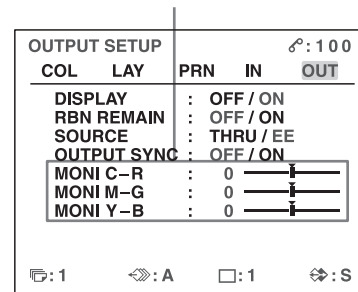 OUTPUT SETUP :100
COL LAY PRN IN OUT
DISPLAY : OFF / ON
RBN REMAIN : OFF / ON
SOURCE : THRU / EE
OUTPUT SYNC : OFF / ON
MONI C–R : 0
MONI M–G : 0
MONI Y–B : 0
:1 :A :1 :S